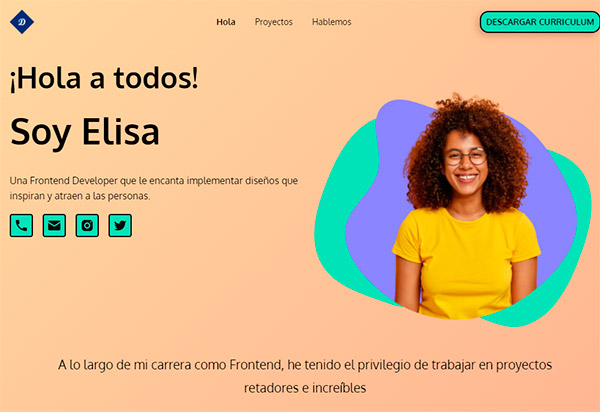 D
Hola Proyectos Hablemos
DESCARGAR CURRICULUM
¡Hola a todos!
Soy Elisa
Una Frontend Developer que le encanta implementar diseños que
inspiran y atraen a las personas.
A lo largo de mi carrera como Frontend, he tenido el privilegio de trabajar en proyectos
retadores e increíbles